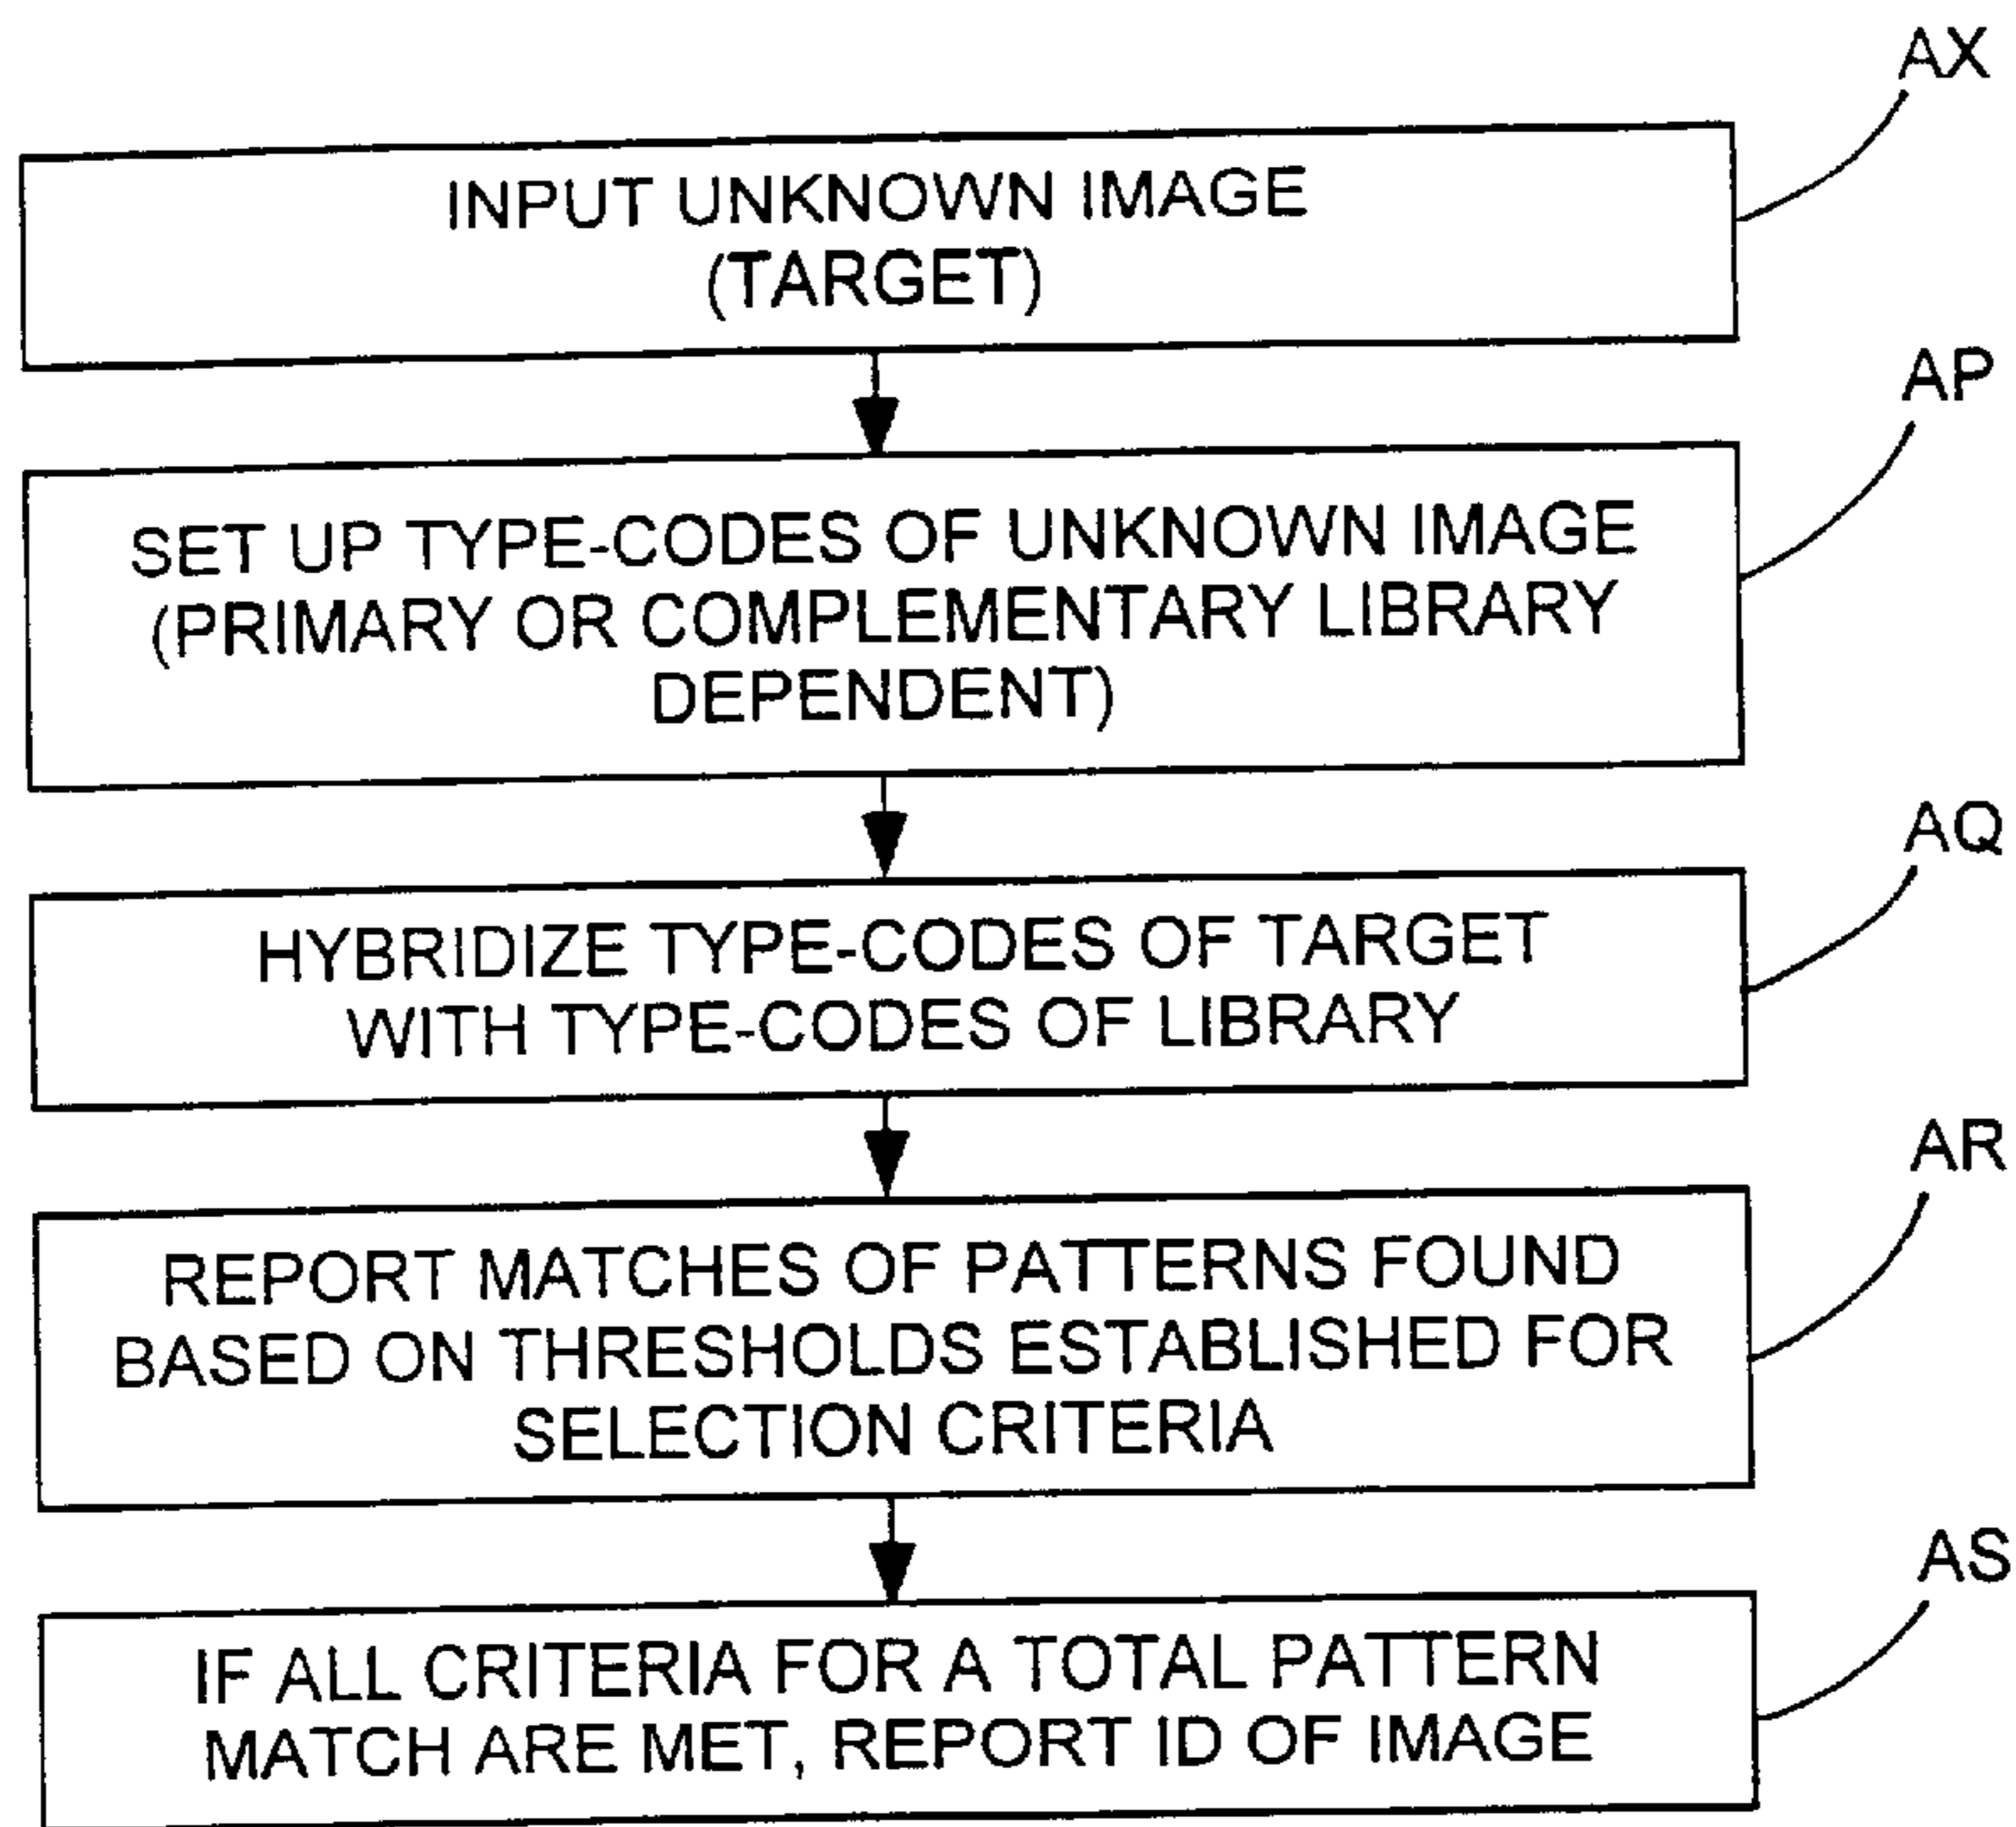 AX
INPUT UNKNOWN IMAGE
(TARGET)
AP
SET UP TYPE-CODES OF UNKNOWN IMAGE
(PRIMARY OR COMPLEMENTARY LIBRARY
DEPENDENT)
AQ
HYBRIDIZE TYPE-CODES OF TARGET
WITH TYPE-CODES OF LIBRARY
AR
REPORT MATCHES OF PATTERNS FOUND
BASED ON THRESHOLDS ESTABLISHED FOR
SELECTION CRITERIA
AS
IF ALL CRITERIA FOR A TOTAL PATTERN
MATCH ARE MET, REPORT ID OF IMAGE